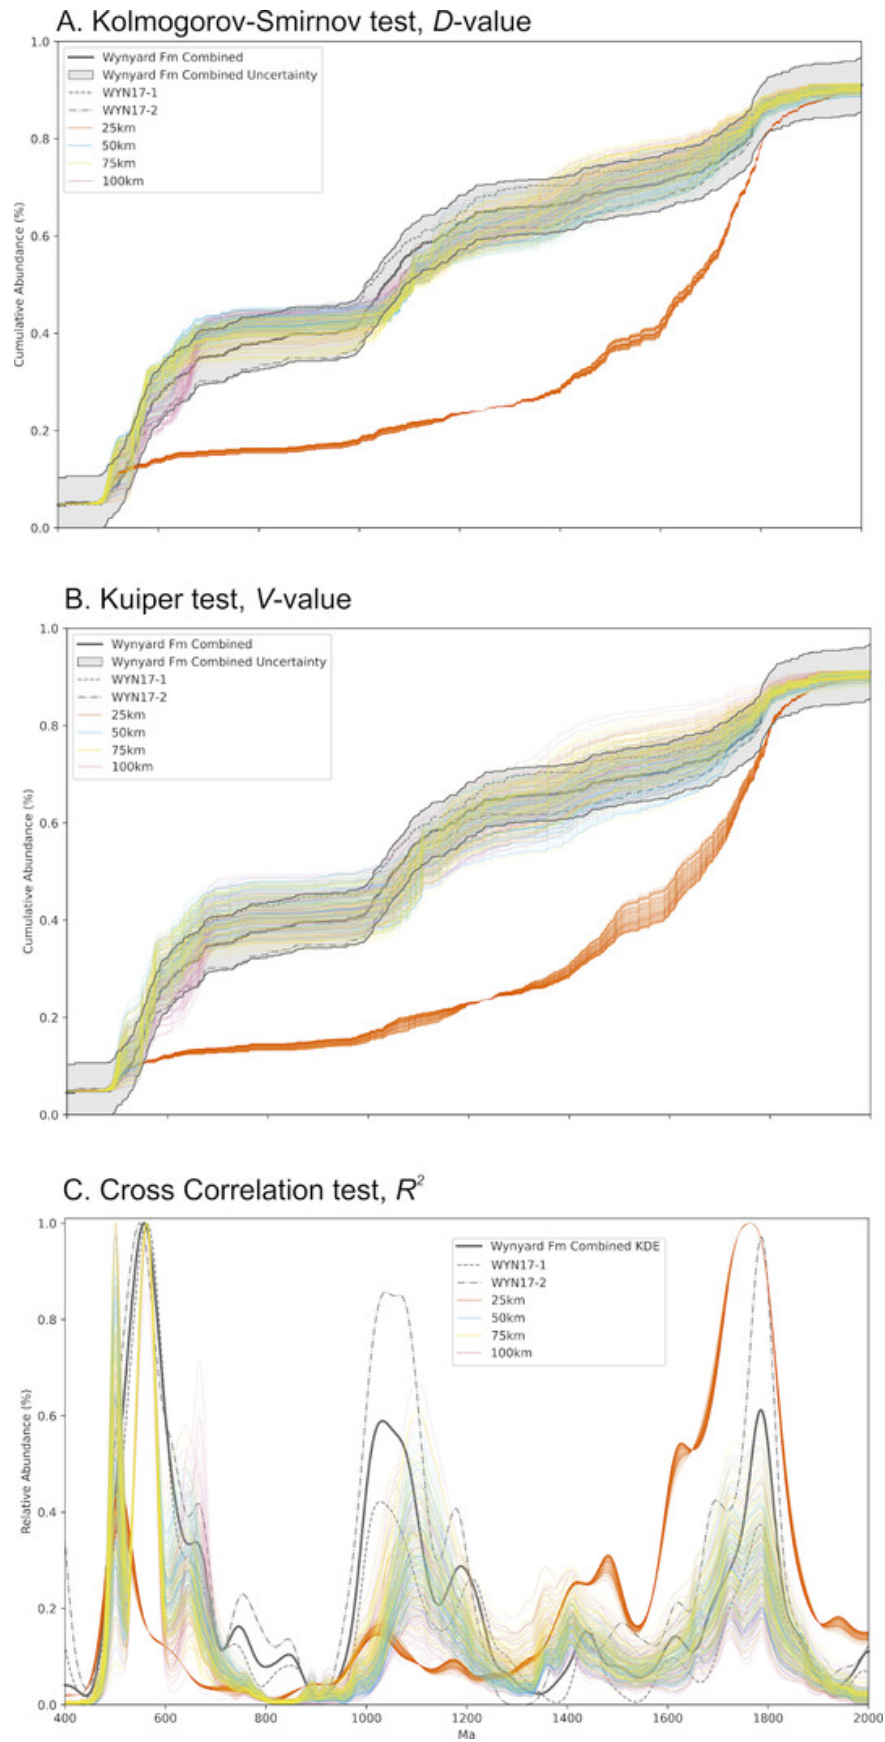 A. Kolmogorov-Smirnov test, D-value
1.0
Wynyard Fm Combined
Wynyard Fm Combined Uncertainty
WYN17-1
WYN17-2
25km
50km
75km
100km
0.8
0.6
0.4
0.2
0.0
Cumulative Abundance (%)
B. Kuiper test, V-value
1.0
Wynyard Fm Combined
Wynyard Fm Combined Uncertainty
WYN17-1
WYN17-2
25km
50km
75km
100km
0.8
0.6
0.4
0.2
0.0
Cumulative Abundance (%)
C. Cross Correlation test, R²
1.0
Wynyard Fm Combined KDE
WYN17-1
WYN17-2
25km
50km
75km
100km
0.8
0.6
0.4
0.2
0.0
Relative Abundance (%)
400 600 800 1000 1200 1400 1600 1800 2000
Ma